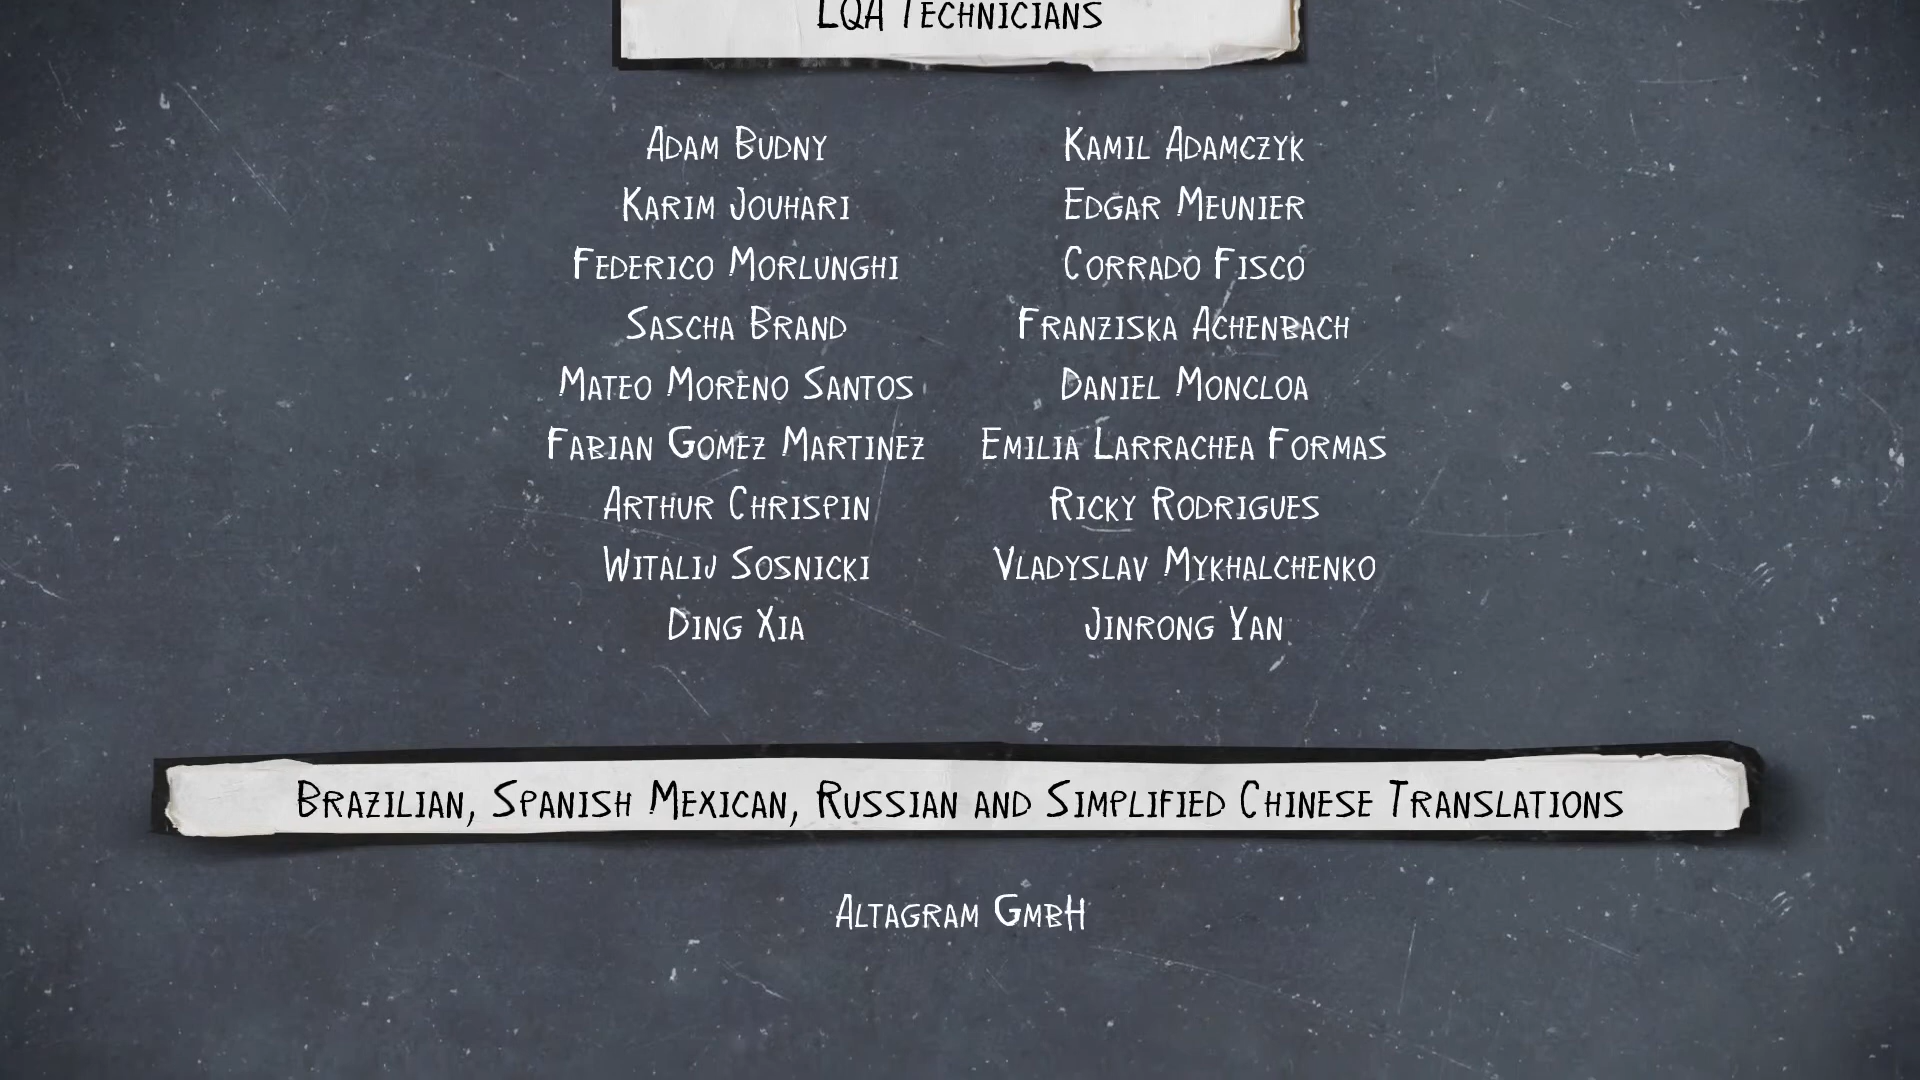 LQA Technicians
Adam Budny Kamil Adamczyk
Karim Jouhari Edgar Meunier
Federico Morlunghi Corrado Fisco
Sascha Brand Franziska Achenbach
Mateo Moreno Santos Daniel Moncloa
Fabian Gomez Martinez Emilia Larrachea Formas
Arthur Chrispin Ricky Rodrigues
Witalij Sosnicki Vladyslav Mykhalchenko
Ding Xia Jinrong Yan
Brazilian, Spanish Mexican, Russian and Simplified Chinese Translations
Altagram GmbH